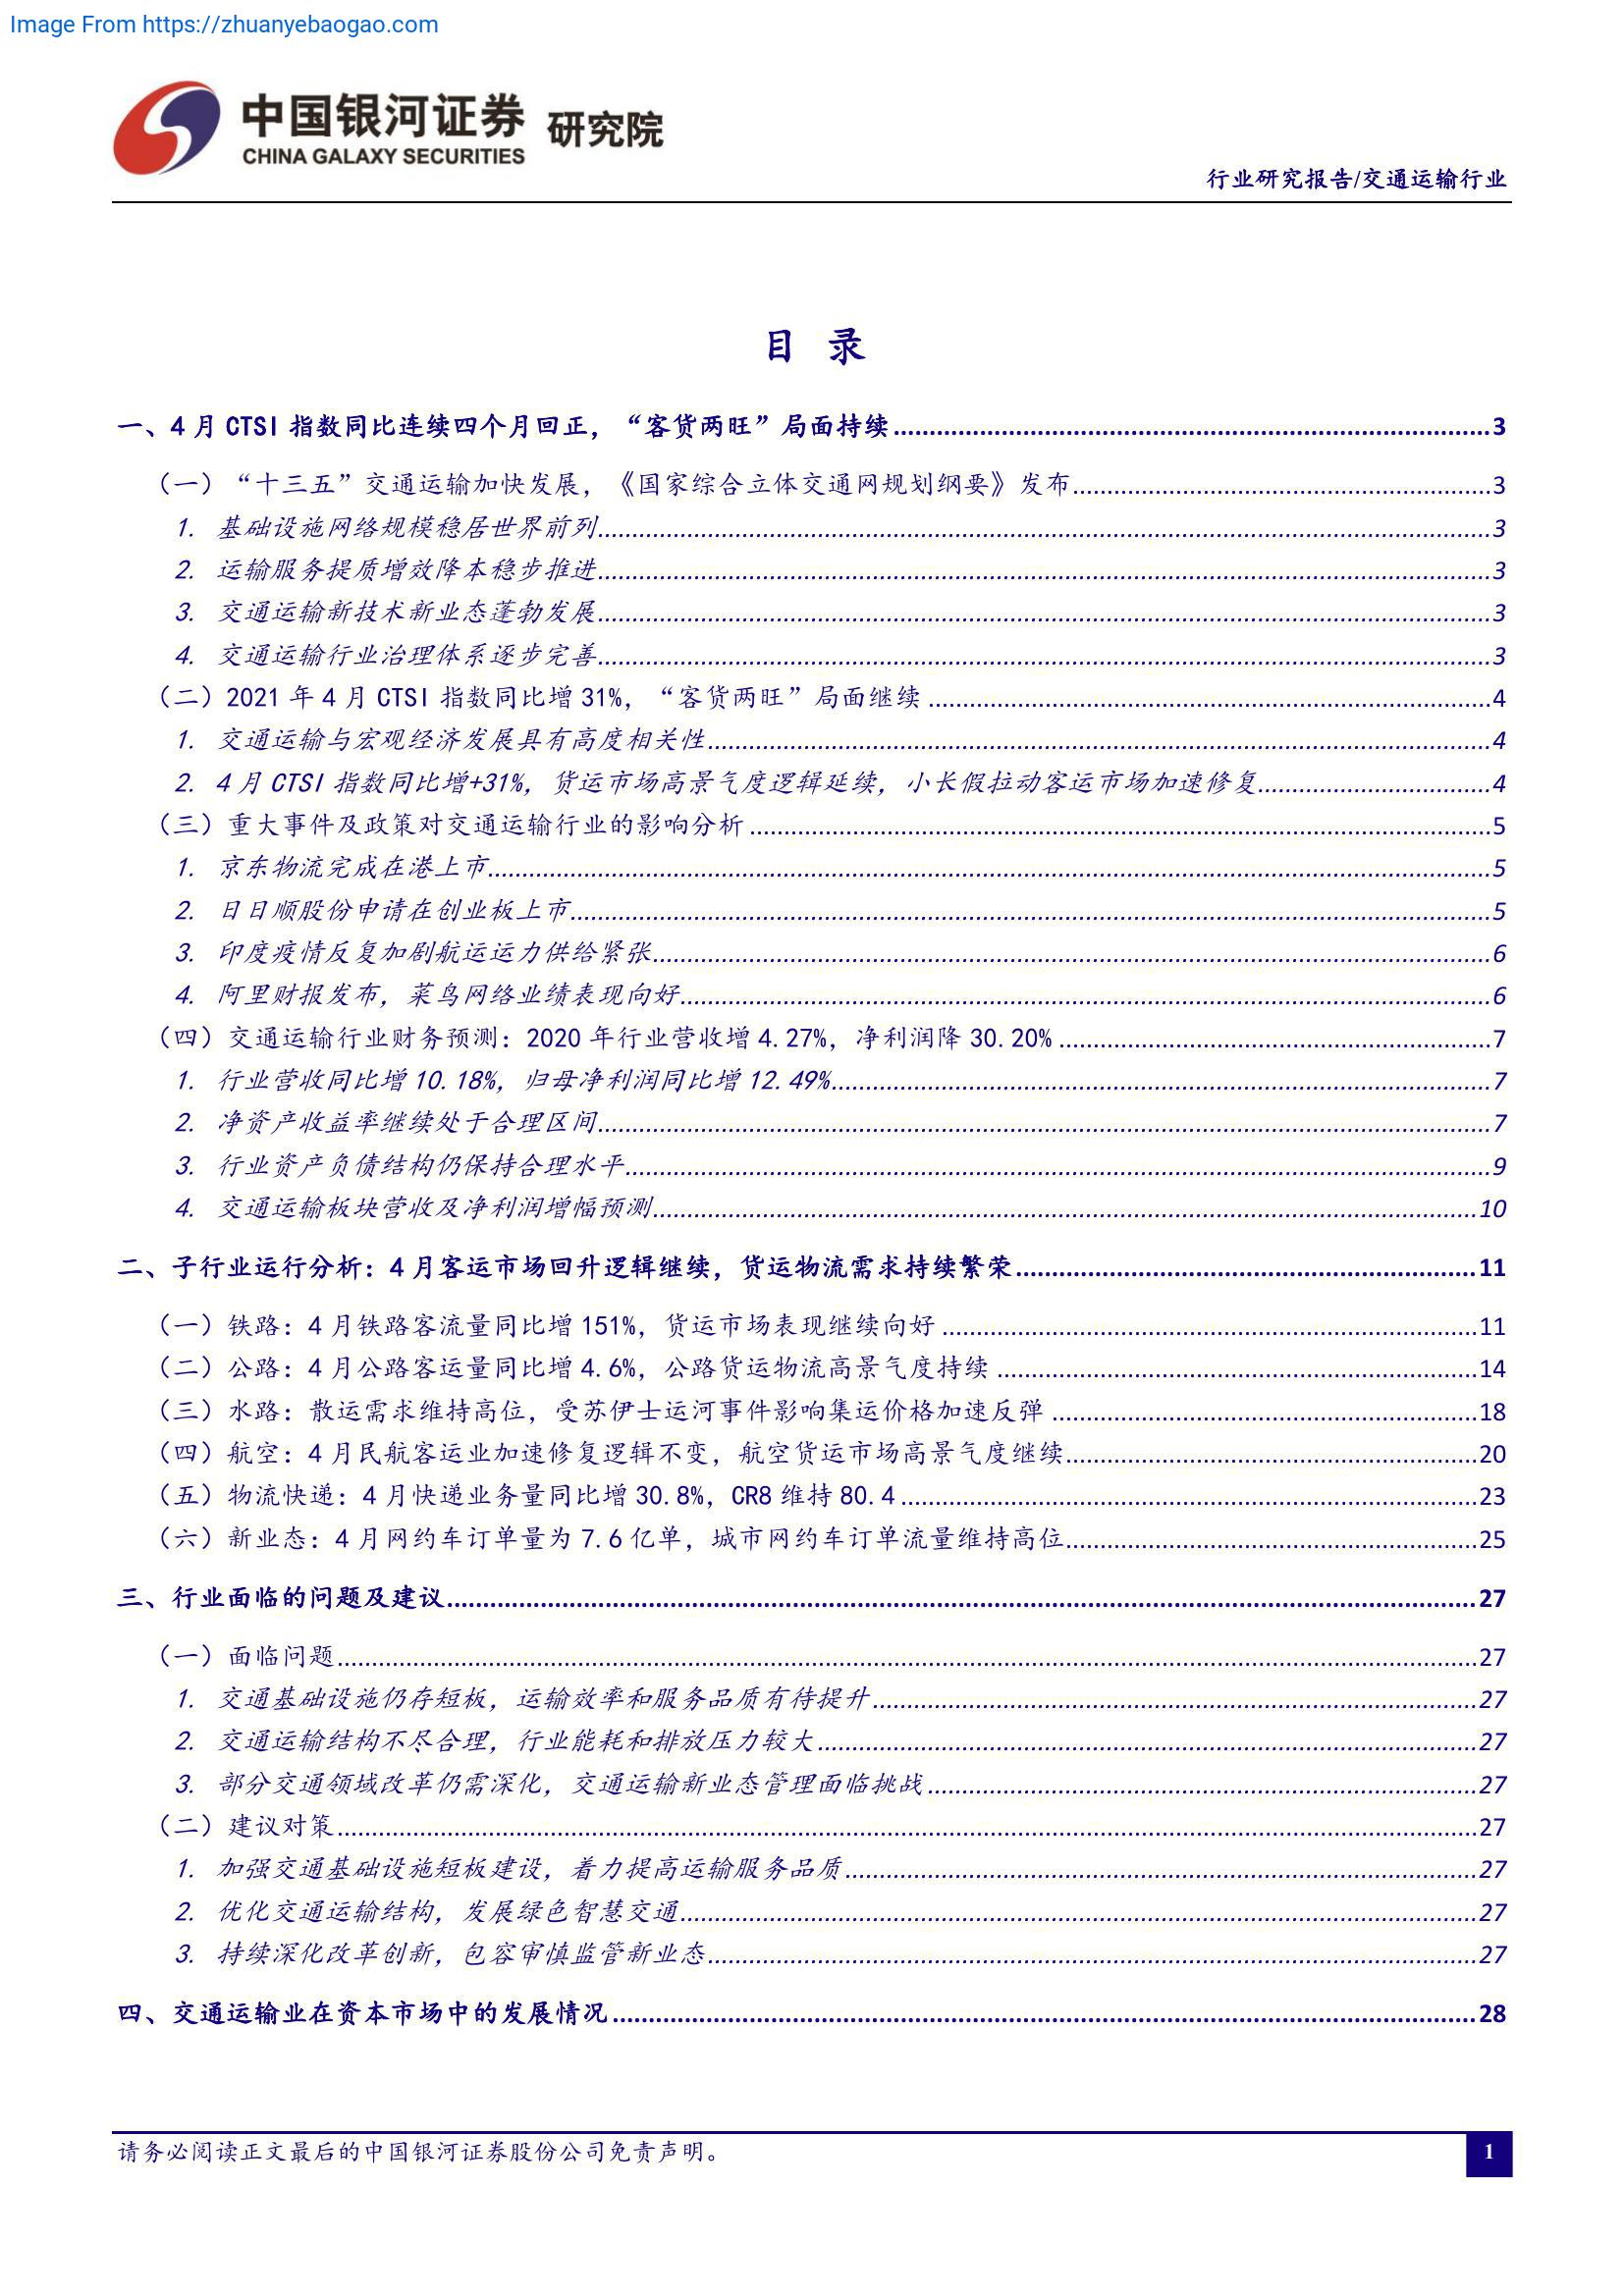 Image From https://zhuanyebaogao.com
中国银河证券 研究院
CHINA GALAXY SECURITIES
行业研究报告/交通运输行业
目 录
一、4 月 CTSI 指数同比连续四个月回正，“客货两旺”局面持续 3
（一）“十三五”交通运输加快发展，《国家综合立体交通网规划纲要》发布 3
1. 基础设施网络规模稳居世界前列 3
2. 运输服务提质增效降本稳步推进 3
3. 交通运输新技术新业态蓬勃发展 3
4. 交通运输行业治理体系逐步完善 3
（二）2021 年 4 月 CTSI 指数同比增 31%，“客货两旺”局面继续 4
1. 交通运输与宏观经济发展具有高度相关性 4
2. 4 月 CTSI 指数同比增+31%，货运市场高景气度逻辑延续，小长假拉动客运市场加速修复 4
（三）重大事件及政策对交通运输行业的影响分析 5
1. 京东物流完成在港上市 5
2. 日日顺股份申请在创业板上市 5
3. 印度疫情反复加剧航运运力供给紧张 6
4. 阿里财报发布，菜鸟网络业绩表现向好 6
（四）交通运输行业财务预测：2020 年行业营收增 4.27%，净利润降 30.20% 7
1. 行业营收同比增 10.18%，归母净利润同比增 12.49% 7
2. 净资产收益率继续处于合理区间 7
3. 行业资产负债结构仍保持合理水平 9
4. 交通运输板块营收及净利润增幅预测 10
二、子行业运行分析：4 月客运市场回升逻辑继续，货运物流需求持续繁荣 11
（一）铁路：4 月铁路客流量同比增 151%，货运市场表现继续向好 11
（二）公路：4 月公路客运量同比增 4.6%，公路货运物流高景气度持续 14
（三）水路：散运需求维持高位，受苏伊士运河事件影响集运价格加速反弹 18
（四）航空：4 月民航客运业加速修复逻辑不变，航空货运市场高景气度继续 20
（五）物流快递：4 月快递业务量同比增 30.8%，CR8 维持 80.4 23
（六）新业态：4 月网约车订单量为 7.6 亿单，城市网约车订单流量维持高位 25
三、行业面临的问题及建议 27
（一）面临问题 27
1. 交通基础设施仍存短板，运输效率和服务品质有待提升 27
2. 交通运输结构不尽合理，行业能耗和排放压力较大 27
3. 部分交通领域改革仍需深化，交通运输新业态管理面临挑战 27
（二）建议对策 27
1. 加强交通基础设施短板建设，着力提高运输服务品质 27
2. 优化交通运输结构，发展绿色智慧交通 27
3. 持续深化改革创新，包容审慎监管新业态 27
四、交通运输业在资本市场中的发展情况 28
请务必阅读正文最后的中国银河证券股份公司免责声明。
1